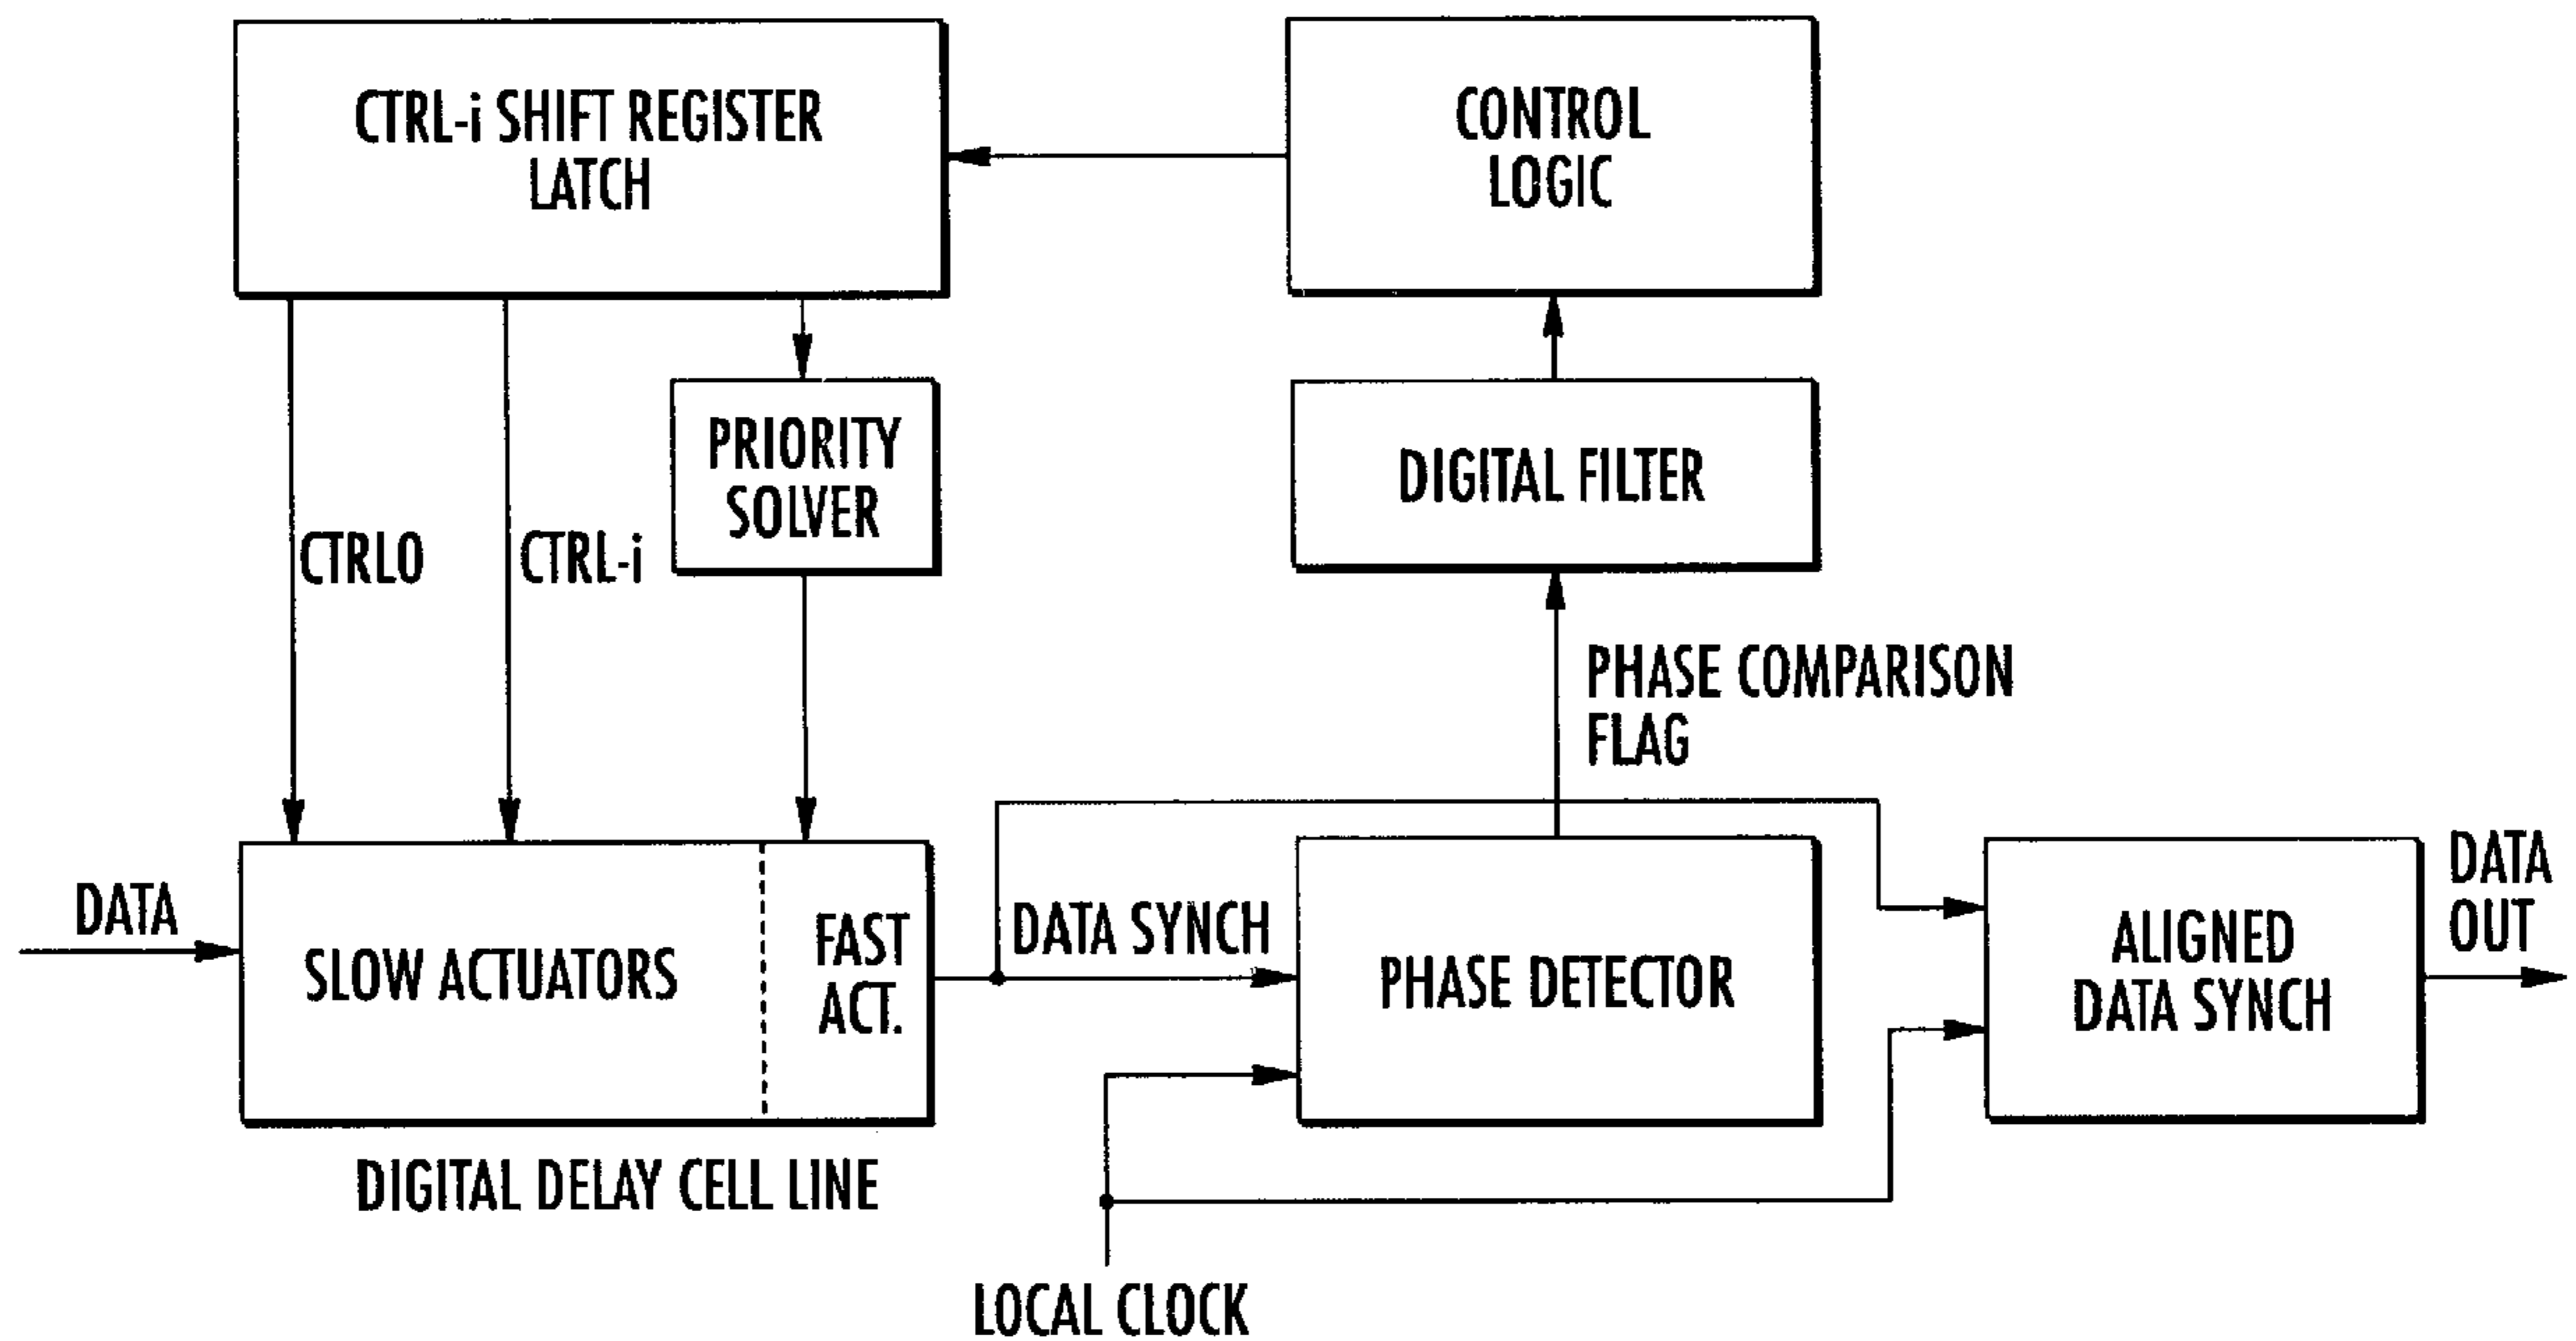 CTRL-i SHIFT REGISTER
LATCH
CONTROL
LOGIC
PRIORITY
SOLVER
DIGITAL FILTER
CTRL0
CTRL-i
PHASE COMPARISON
FLAG
DATA
SLOW ACTUATORS
FAST
ACT.
DATA SYNCH
PHASE DETECTOR
ALIGNED
DATA SYNCH
DATA
OUT
DIGITAL DELAY CELL LINE
LOCAL CLOCK